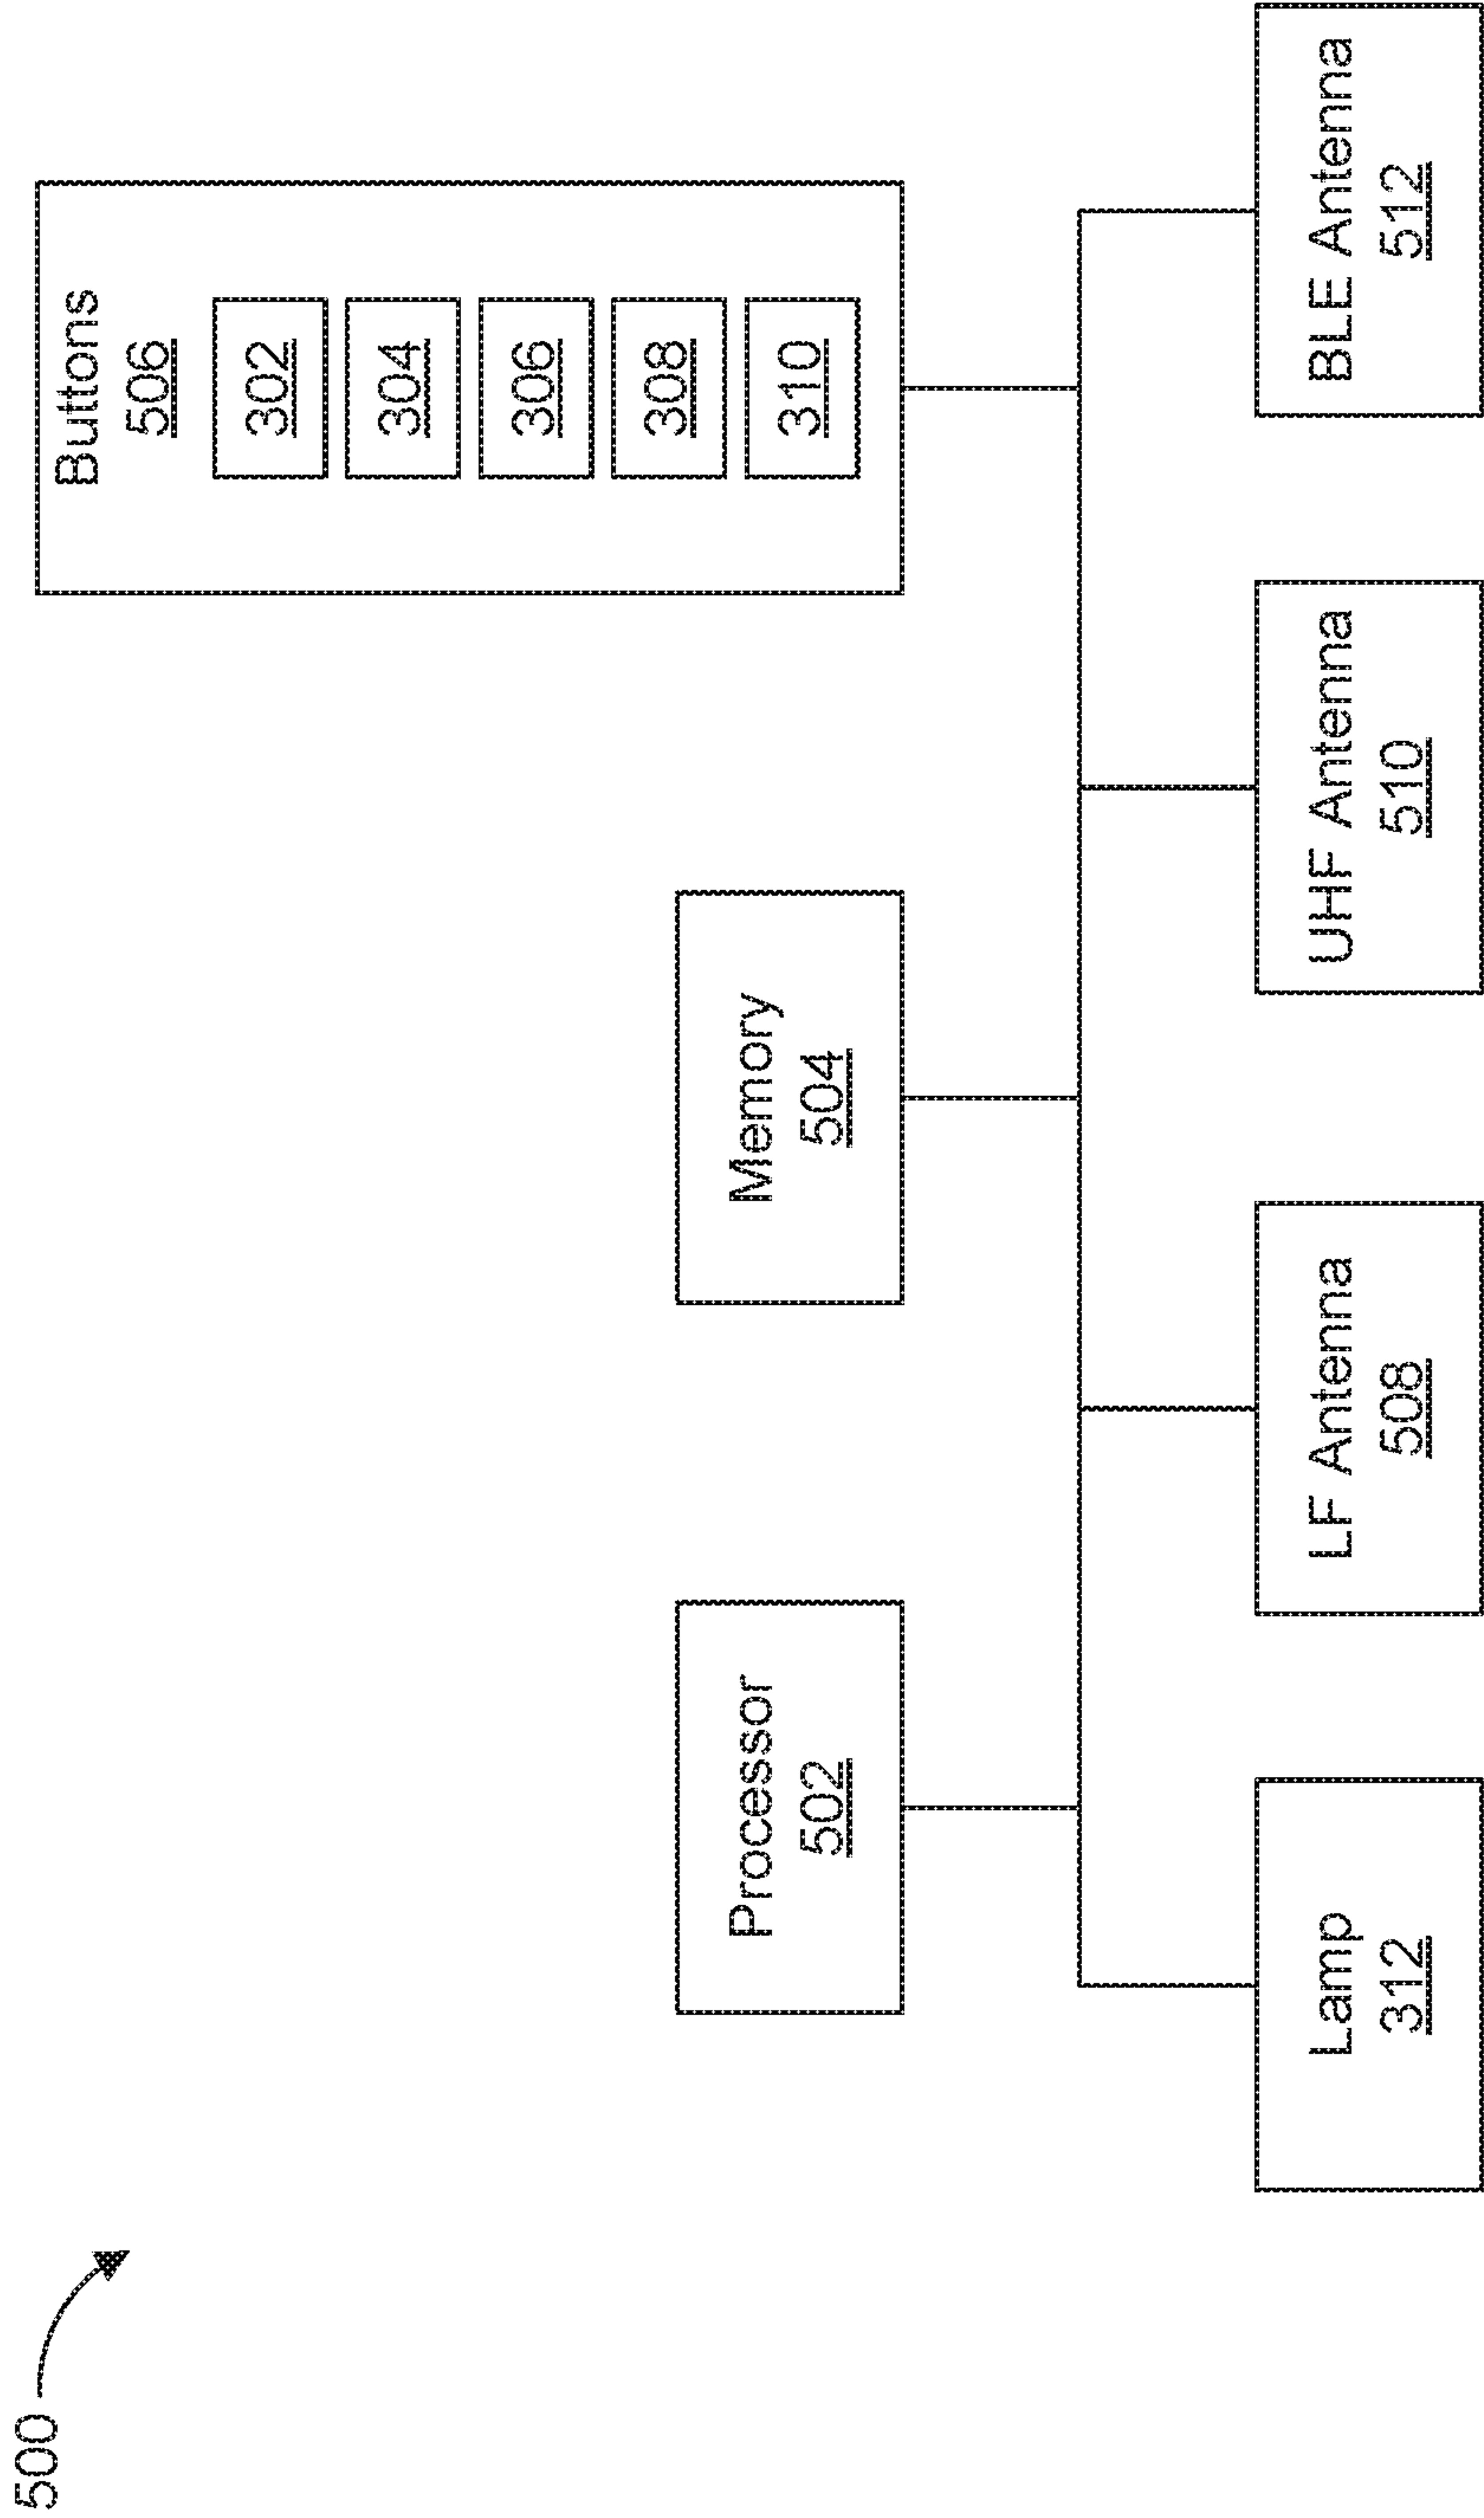 500
Buttons
506
302
304
306
308
310
Processor
502
Memory
504
Lamp
312
LF Antenna
508
UHF Antenna
510
BLE Antenna
512